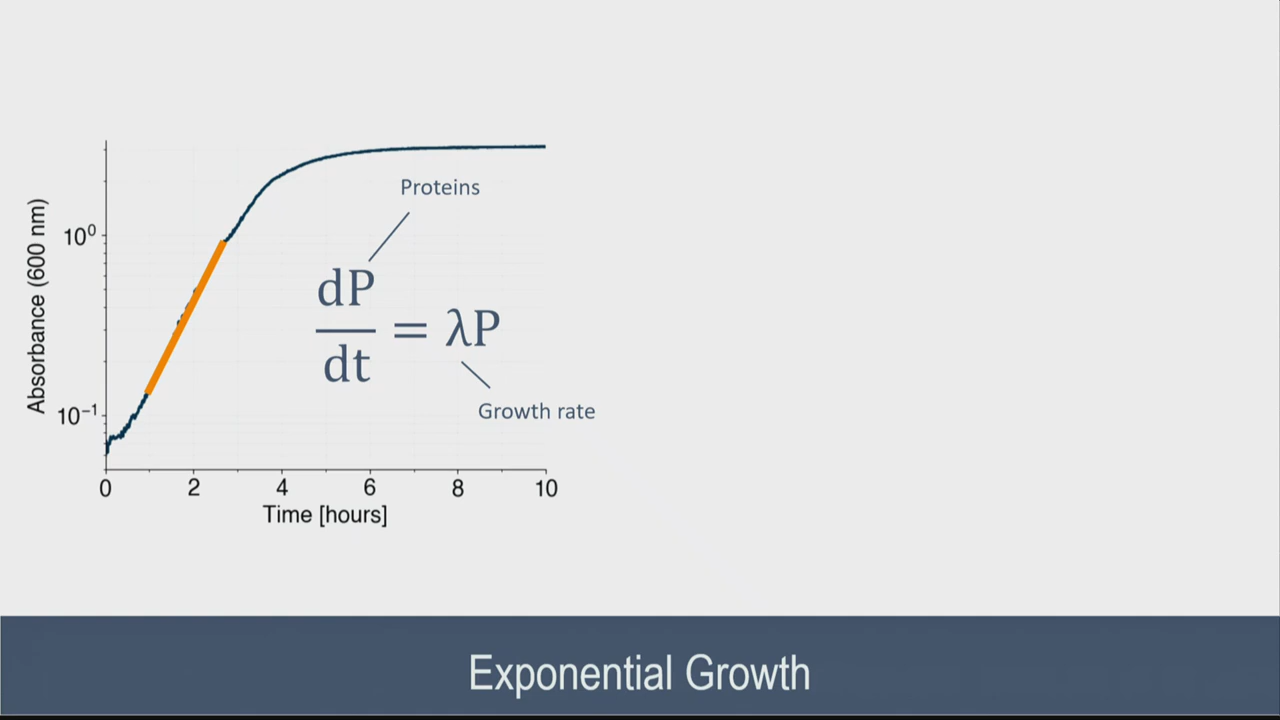 Absorbance (600 nm)
10⁰
10⁻¹
0 2 4 6 8 10
Time [hours]
Proteins
dP
dt
= λP
Growth rate
Exponential Growth